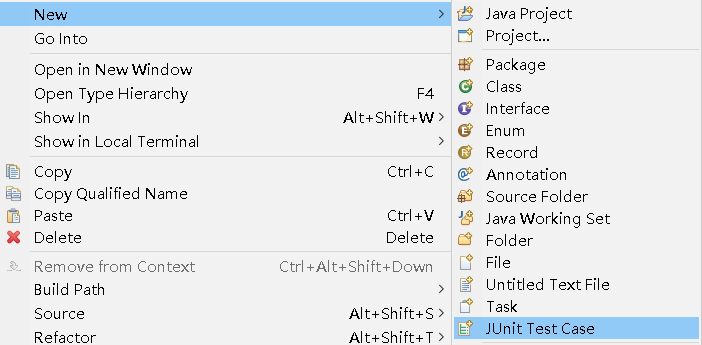 New >
Go Into
Open in New Window
Open Type Hierarchy F4
Show In Alt+Shift+W >
Show in Local Terminal >
Copy Ctrl+C
Copy Qualified Name
Paste Ctrl+V
Delete Delete
Remove from Context Ctrl+Alt+Shift+Down
Build Path >
Source Alt+Shift+S >
Refactor Alt+Shift+T >
Java Project
Project...
Package
Class
Interface
Enum
Record
Annotation
Source Folder
Java Working Set
Folder
File
Untitled Text File
Task
JUnit Test Case